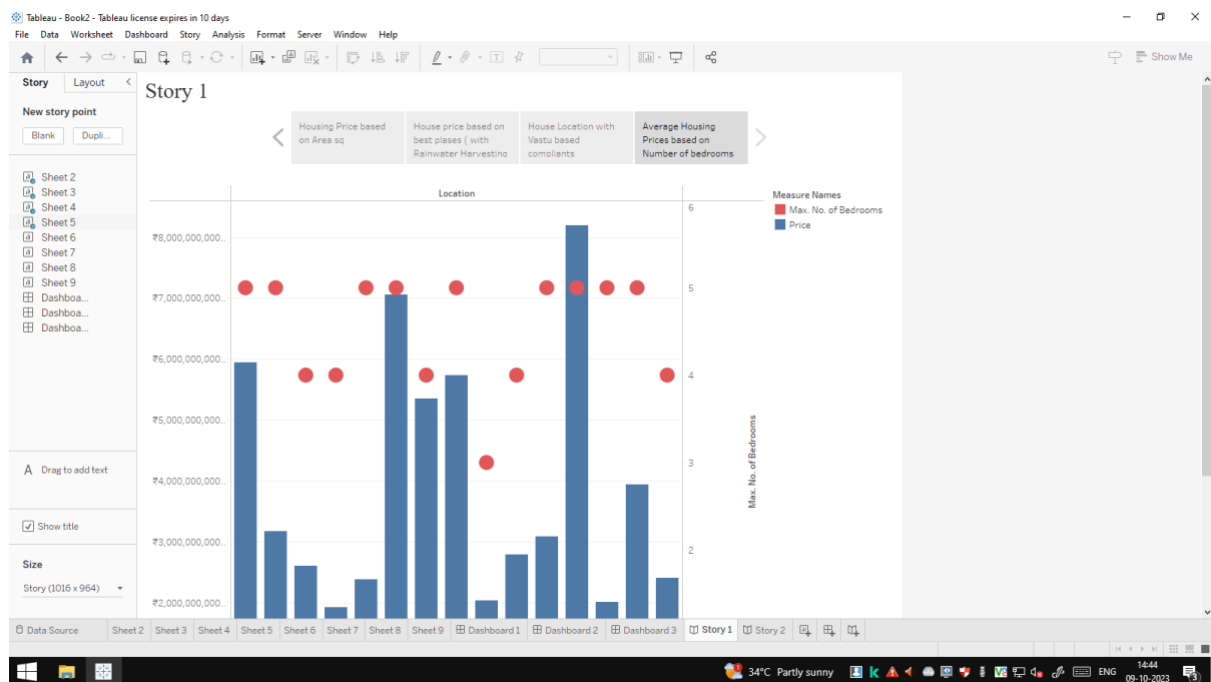 Tableau - Book2 - Tableau license expires in 10 days
File Data Worksheet Dashboard Story Analysis Format Server Window Help
Show Me
Story Layout
New story point
Blank Dupli...
Sheet 2
Sheet 3
Sheet 4
Sheet 5
Sheet 6
Sheet 7
Sheet 8
Sheet 9
Dashboa...
Dashboa...
Dashboa...
A Drag to add text
Show title
Size
Story (1016 x 964)
Story 1
Housing Price based
on Area sq
House price based on
best plases ( with
Rainwater Harvesting
House Location with
Vastu based
compliants
Average Housing
Prices based on
Number of bedrooms
Location
₹8,000,000,000..
₹7,000,000,000..
₹6,000,000,000..
₹5,000,000,000..
₹4,000,000,000..
₹3,000,000,000..
₹2,000,000,000..
6
5
4
3
2
Max. No. of Bedrooms
Measure Names
Max. No. of Bedrooms
Price
Data Source Sheet 2 Sheet 3 Sheet 4 Sheet 5 Sheet 6 Sheet 7 Sheet 8 Sheet 9 Dashboard 1 Dashboard 2 Dashboard 3 Story 1 Story 2
34°C Partly sunny ENG 14:44
09-10-2023